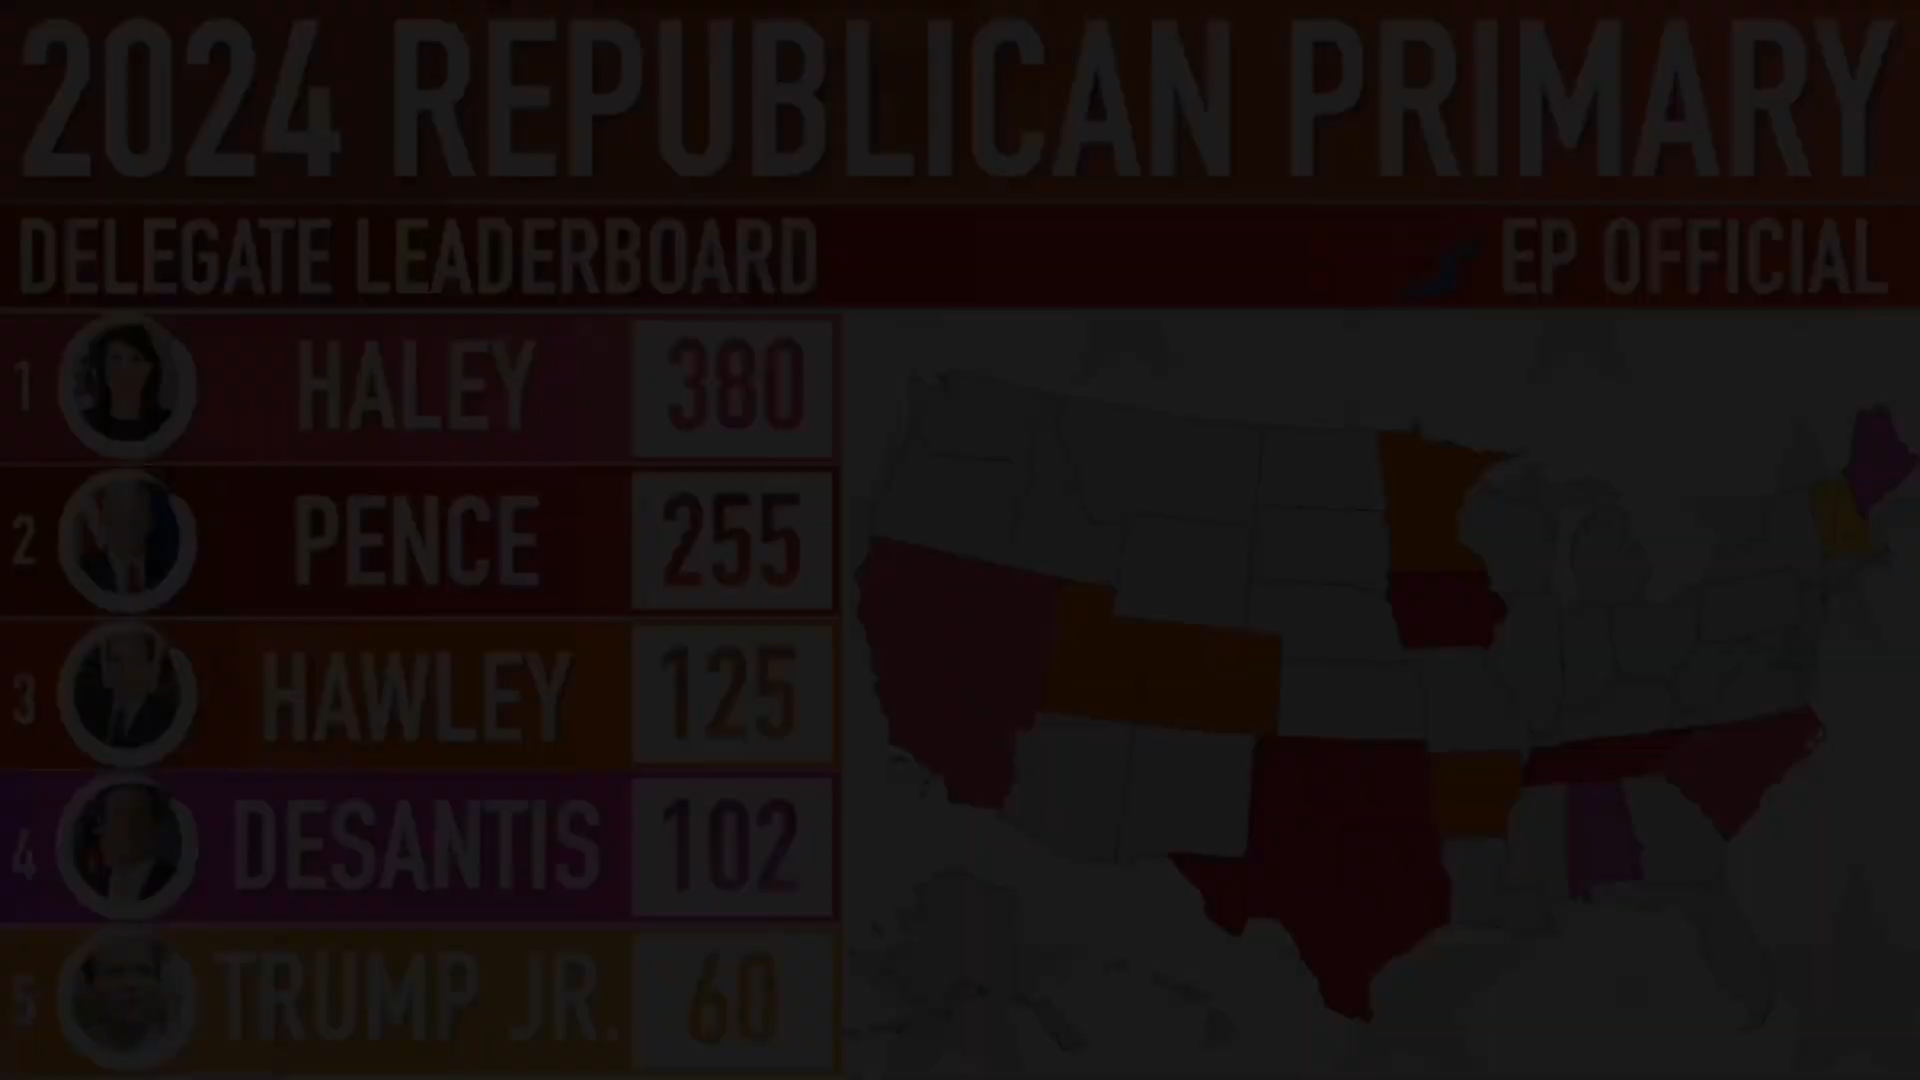 2024 REPUBLICAN PRIMARY
DELEGATE LEADERBOARD EP OFFICIAL
1 HALEY 380
2 PENCE 255
3 HAWLEY 125
4 DESANTIS 102
5 TRUMP JR. 60